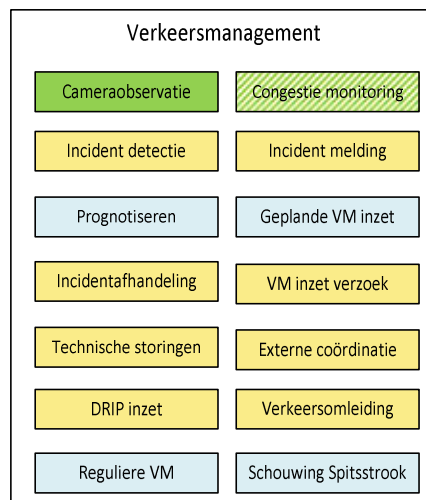 Verkeersmanagement
Cameraobservatie
Congestie monitoring
Incident detectie
Incident melding
Prognotiseren
Geplande VM inzet
Incidentafhandeling
VM inzet verzoek
Technische storingen
Externe coördinatie
DRIP inzet
Verkeersomleiding
Reguliere VM
Schouwing Spitsstrook